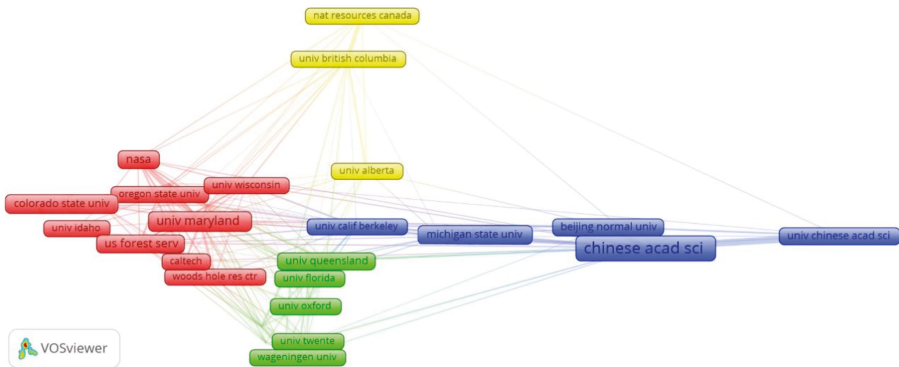 nat resources canada
univ british columbia
nasa
univ alberta
univ wisconsin
oregon state univ
colorado state univ
univ maryland
univ idaho
univ calif berkeley
beijing normal univ
michigan state univ
univ chinese acad sci
us forest serv
chinese acad sci
caltech
univ queensland
woods hole res ctr
univ florida
univ oxford
univ twente
wageningen univ
VOSviewer